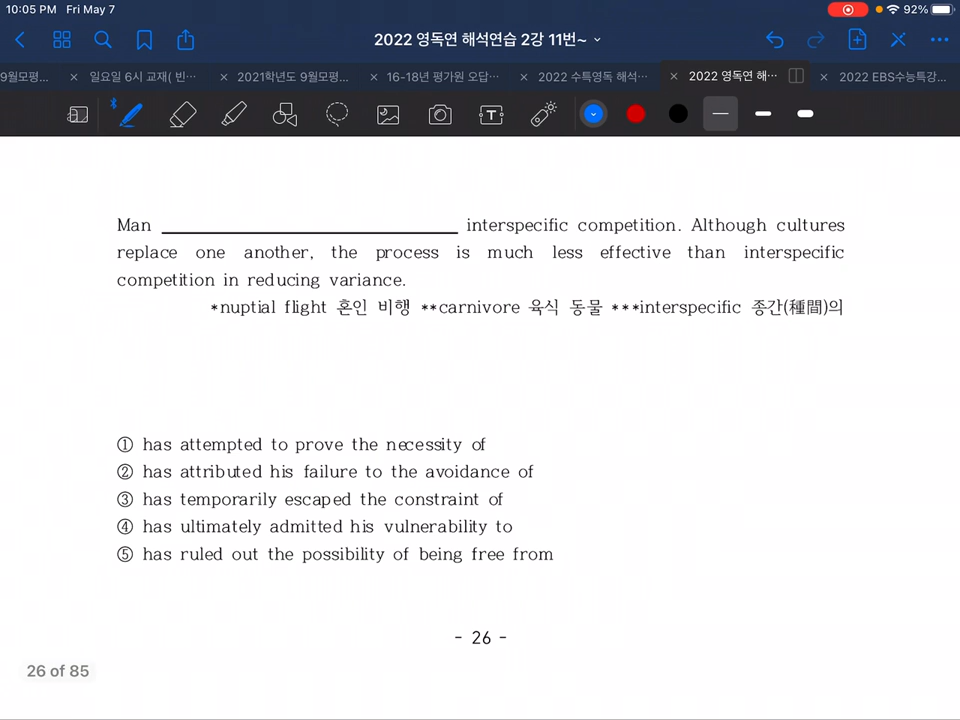 10:05 PM Fri May 7
92%
2022 영독연 해석연습 2강 11번~
9월모평...
일요일 6시 교재( 빈...
2021학년도 9월모평...
16-18년 평가원 오답...
2022 수특영독 해석...
2022 영독연 해...
2022 EBS수능특강...
Man ____________________ interspecific competition. Although cultures
replace one another, the process is much less effective than interspecific
competition in reducing variance.
*nuptial flight 혼인 비행 **carnivore 육식 동물 ***interspecific 종간(種間)의
① has attempted to prove the necessity of
② has attributed his failure to the avoidance of
③ has temporarily escaped the constraint of
④ has ultimately admitted his vulnerability to
⑤ has ruled out the possibility of being free from
- 26 -
26 of 85